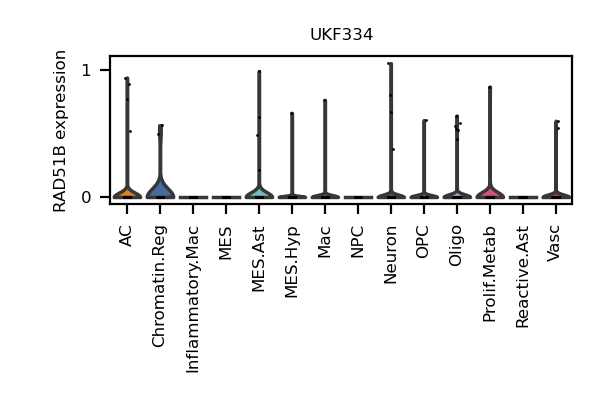 UKF334
RAD51B expression
1
0
AC
Chromatin.Reg
Inflammatory.Mac
MES
MES.Ast
MES.Hyp
Mac
NPC
Neuron
OPC
Oligo
Prolif.Metab
Reactive.Ast
Vasc